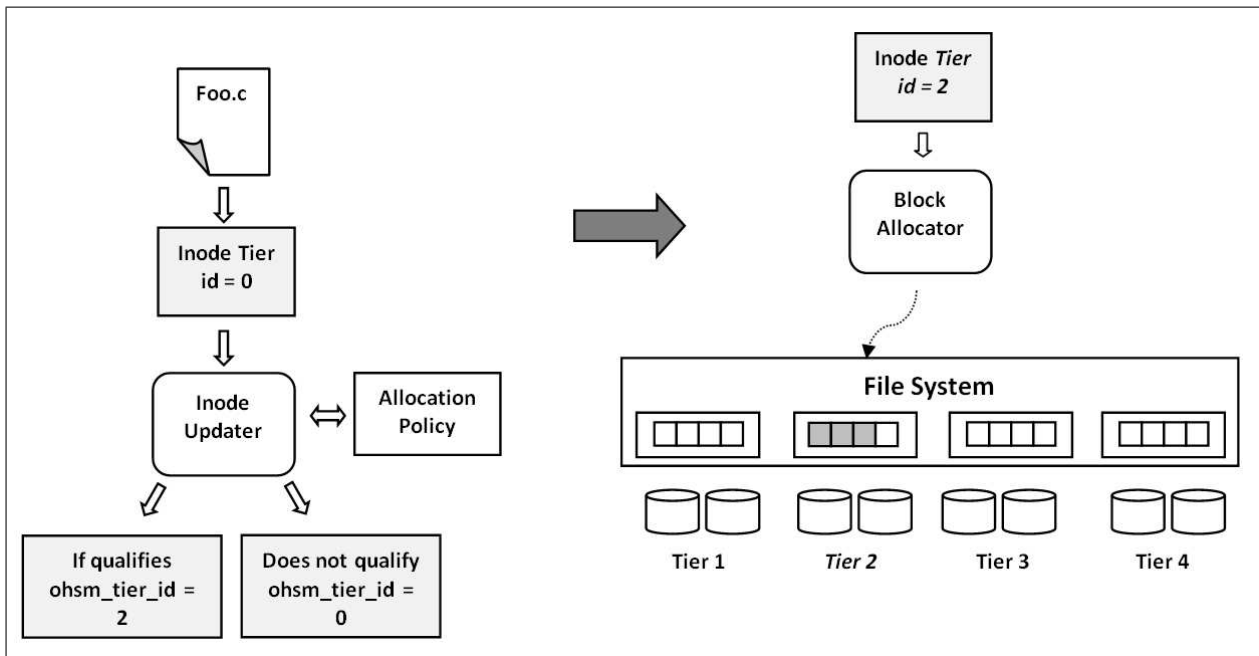 Foo.c
Inode Tier
id = 0
Inode
Updater
Allocation
Policy
If qualifies
ohsm_tier_id =
2
Does not qualify
ohsm_tier_id =
0
Inode Tier
id = 2
Block
Allocator
File System
Tier 1
Tier 2
Tier 3
Tier 4